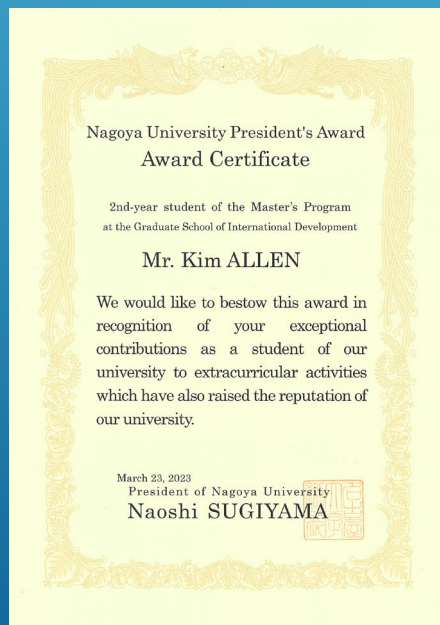 Nagoya University President's Award
Award Certificate
2nd-year student of the Master's Program
at the Graduate School of International Development
Mr. Kim ALLEN
We would like to bestow this award in
recognition of your exceptional
contributions as a student of our
university to extracurricular activities
which have also raised the reputation of
our university.
March 23, 2023
President of Nagoya University
Naoshi SUGIYAMA